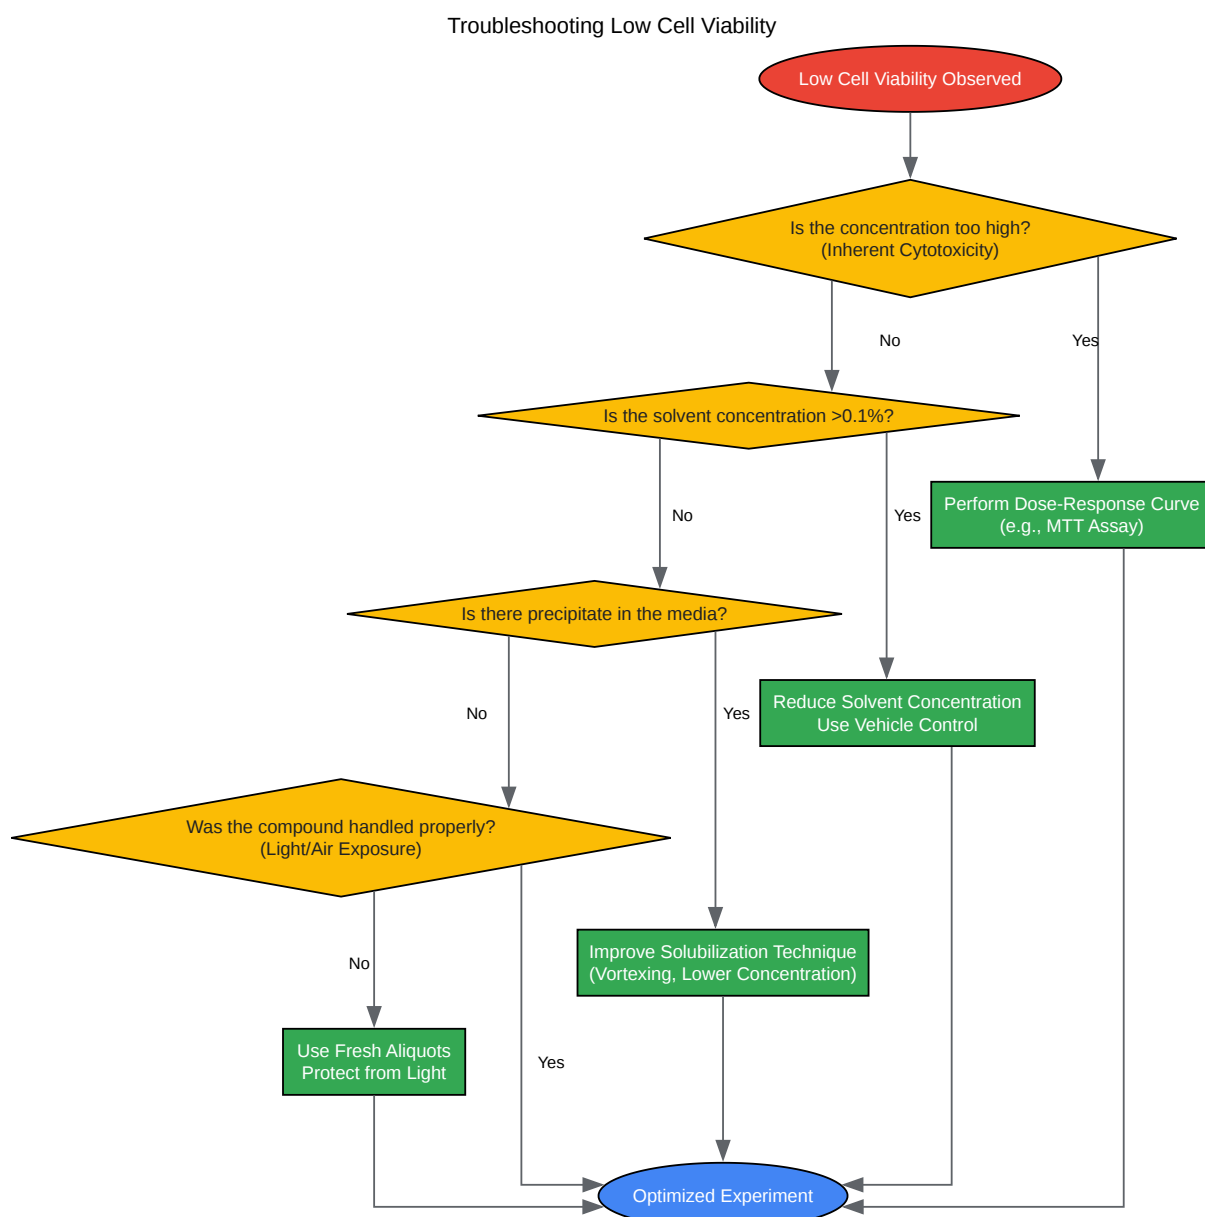 Troubleshooting Low Cell Viability
Low Cell Viability Observed
Is the concentration too high?
(Inherent Cytotoxicity)
No
Yes
Is the solvent concentration >0.1%?
No
Yes
Perform Dose-Response Curve
(e.g., MTT Assay)
Is there precipitate in the media?
No
Yes
Reduce Solvent Concentration
Use Vehicle Control
Was the compound handled properly?
(Light/Air Exposure)
No
Improve Solubilization Technique
(Vortexing, Lower Concentration)
Use Fresh Aliquots
Protect from Light
Yes
Optimized Experiment